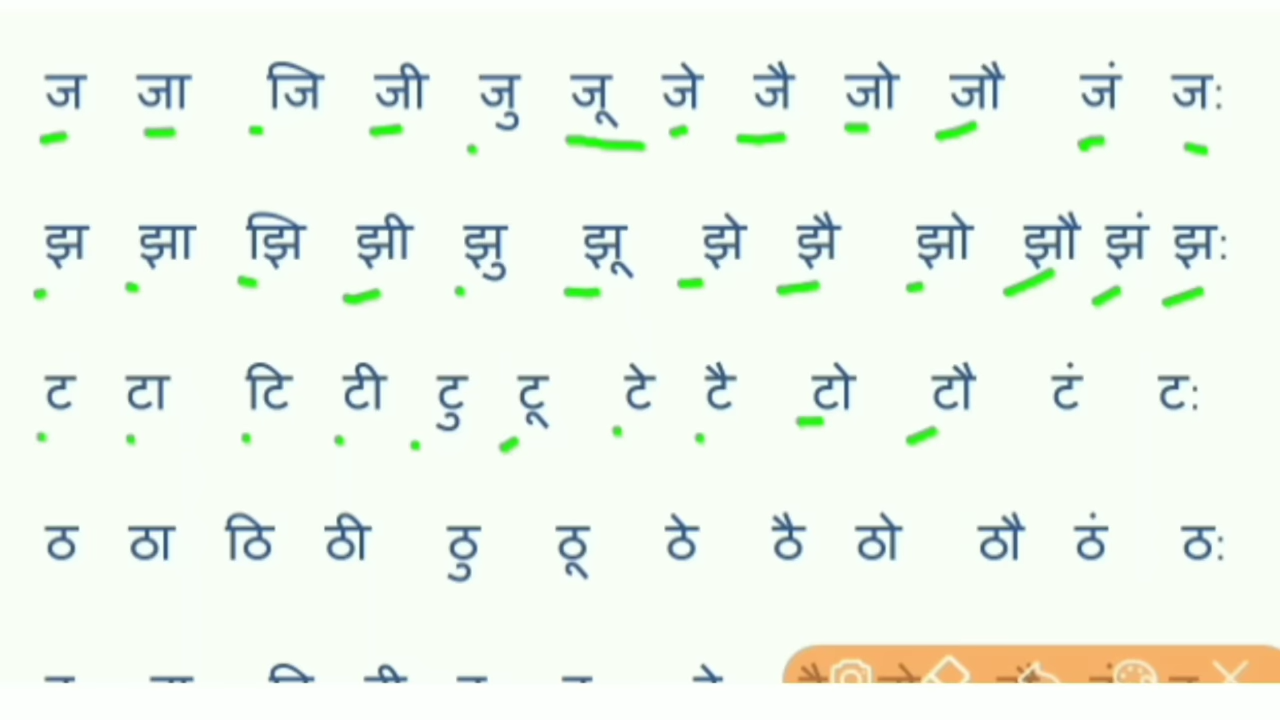 ज जा जि जी जु जू जे जै जो जौ जं जः
झ झा झि झी झु झू झे झै झो झौ झं झः
ट टा टि टी टु टू टे टै टो टौ टं टः
ठ ठा ठि ठी ठु ठू ठे ठै ठो ठौ ठं ठः